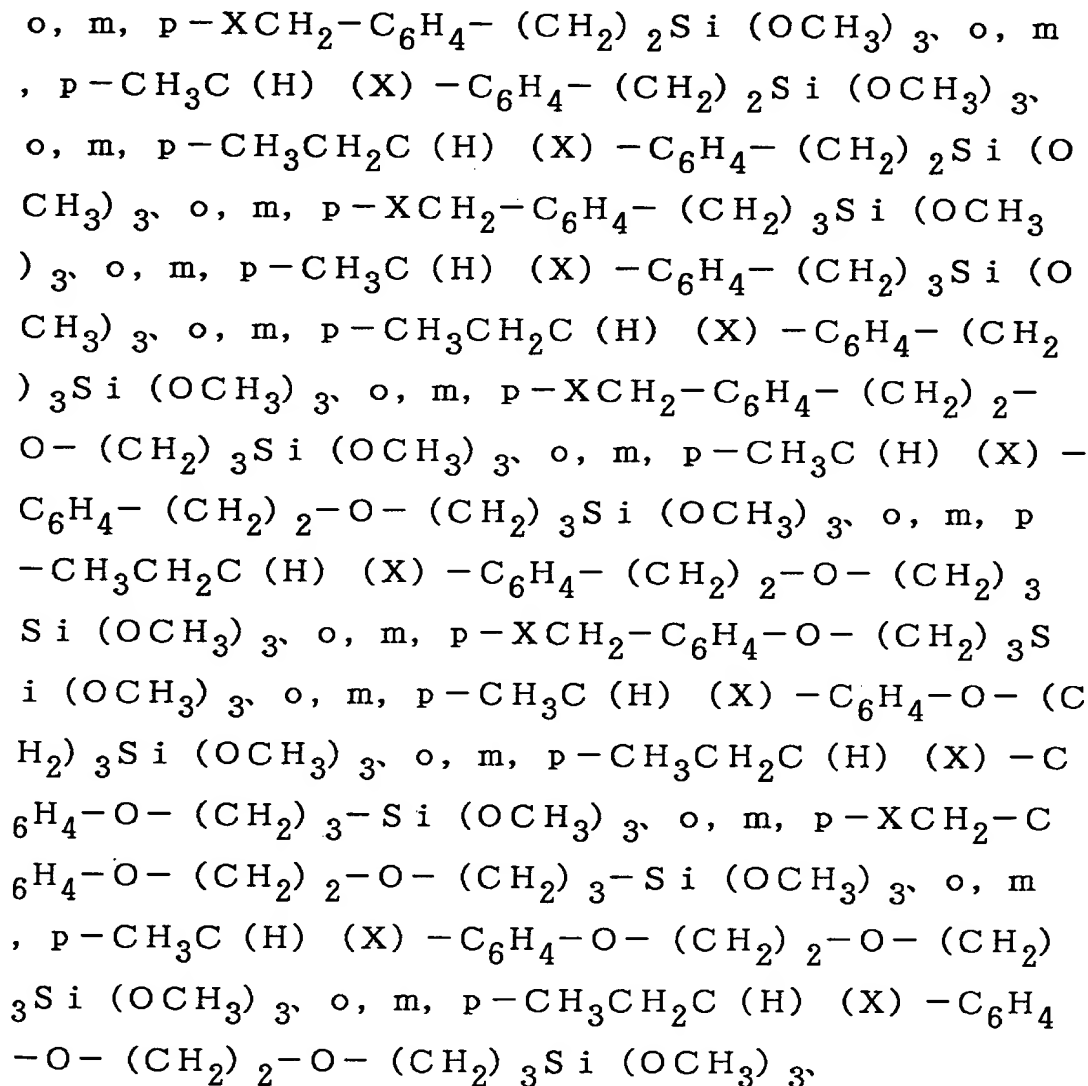 o, m, p-XCH₂-C₆H₄-(CH₂)₂Si(OCH₃)₃、o, m
, p-CH₃C(H)(X)-C₆H₄-(CH₂)₂Si(OCH₃)₃、
o, m, p-CH₃CH₂C(H)(X)-C₆H₄-(CH₂)₂Si(O
CH₃)₃、o, m, p-XCH₂-C₆H₄-(CH₂)₃Si(OCH₃
)₃、o, m, p-CH₃C(H)(X)-C₆H₄-(CH₂)₃Si(O
CH₃)₃、o, m, p-CH₃CH₂C(H)(X)-C₆H₄-(CH₂
)₃Si(OCH₃)₃、o, m, p-XCH₂-C₆H₄-(CH₂)₂-
O-(CH₂)₃Si(OCH₃)₃、o, m, p-CH₃C(H)(X)-
C₆H₄-(CH₂)₂-O-(CH₂)₃Si(OCH₃)₃、o, m, p
-CH₃CH₂C(H)(X)-C₆H₄-(CH₂)₂-O-(CH₂)₃
Si(OCH₃)₃、o, m, p-XCH₂-C₆H₄-O-(CH₂)₃S
i(OCH₃)₃、o, m, p-CH₃C(H)(X)-C₆H₄-O-(C
H₂)₃Si(OCH₃)₃、o, m, p-CH₃CH₂C(H)(X)-C
₆H₄-O-(CH₂)₃-Si(OCH₃)₃、o, m, p-XCH₂-C
₆H₄-O-(CH₂)₂-O-(CH₂)₃-Si(OCH₃)₃、o, m
, p-CH₃C(H)(X)-C₆H₄-O-(CH₂)₂-O-(CH₂)
₃Si(OCH₃)₃、o, m, p-CH₃CH₂C(H)(X)-C₆H₄
-O-(CH₂)₂-O-(CH₂)₃Si(OCH₃)₃、